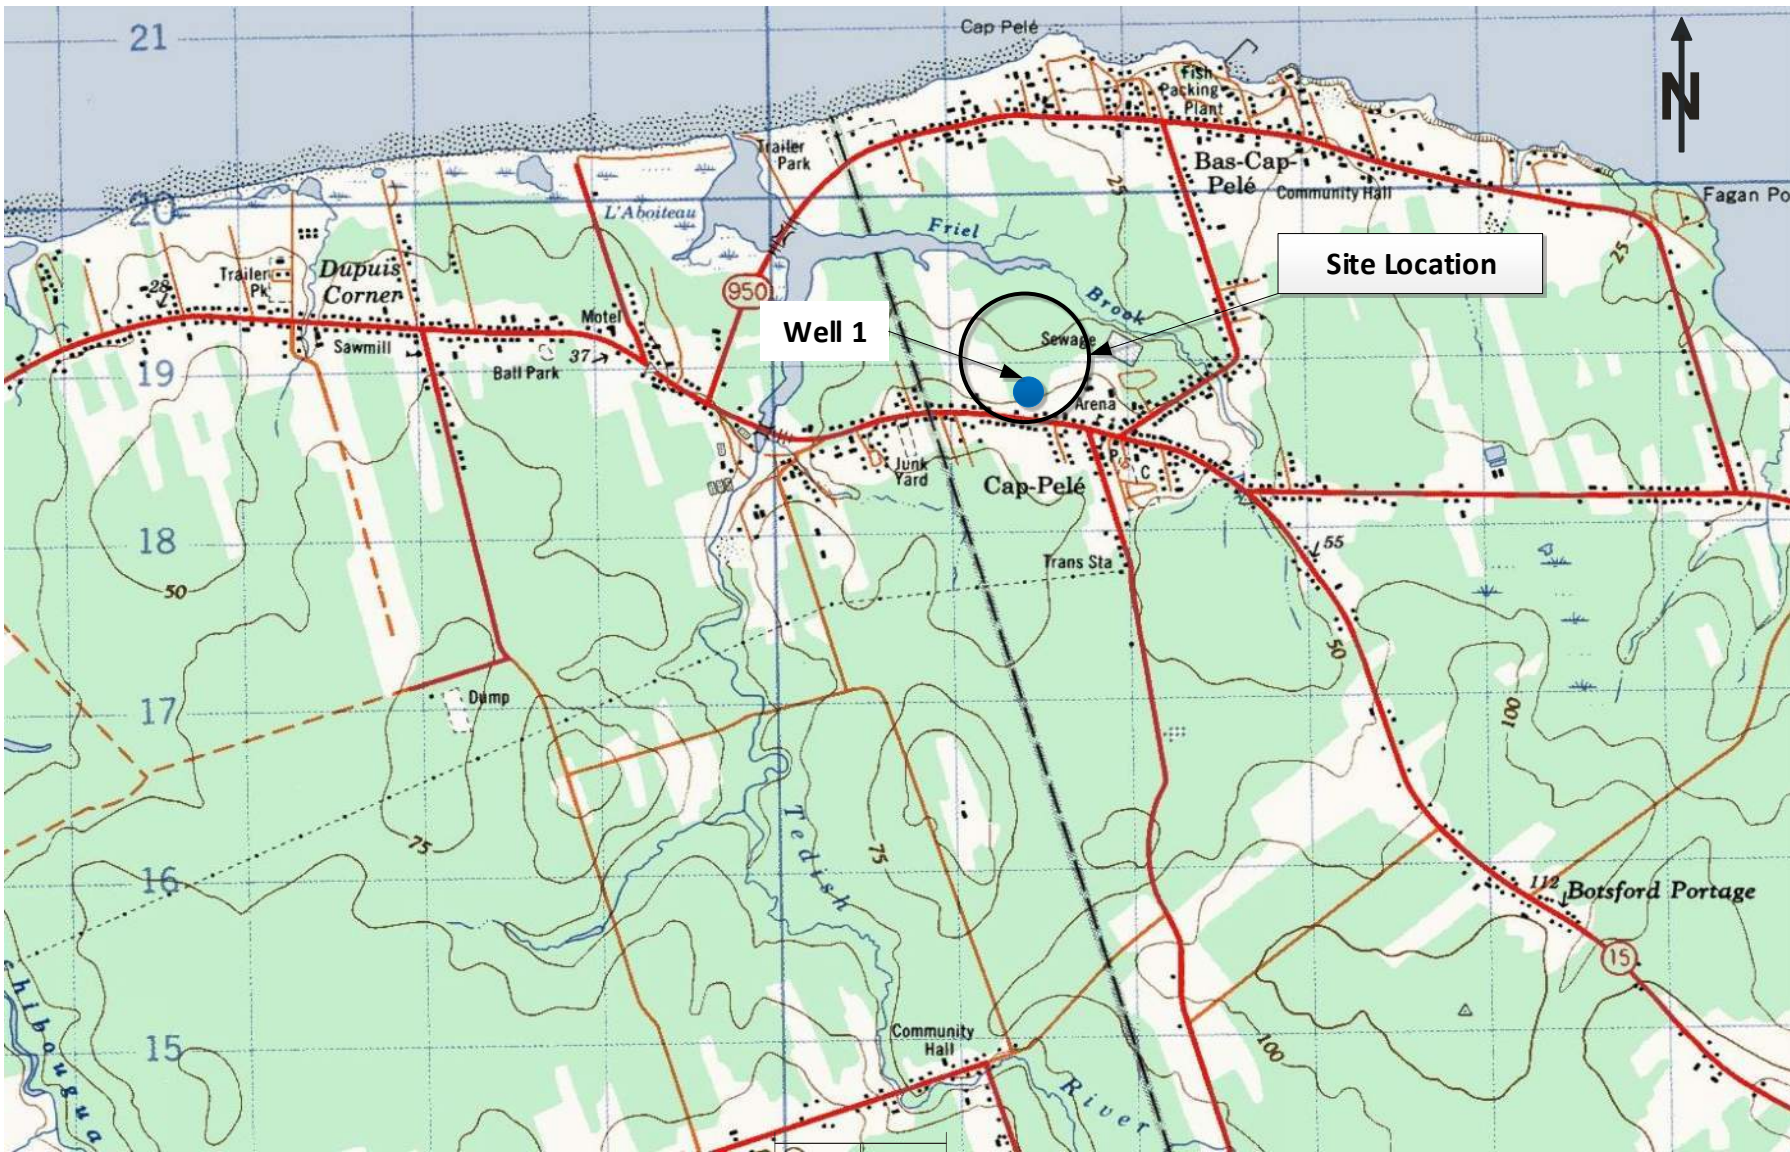 21
Cap Pelé
N
Fish
Packing
Plant
Trailer
Park
Bas-Cap-
Pelé
Community Hall
Fagan Po
25
20
L'Aboiteau
Friel
25
Site Location
Dupuis
Corner
Trailer
Pk
28
950
Brook
Well 1
Motel
Sewage
Sawmill
37
Ball Park
19
Arena
P
C
Junk
Yard
Cap-Pelé
18
55
Trans Sta
50
50
Dump
17
100
Tedish
75
75
16
112
Botsford Portage
15
chibougua
Community
Hall
15
100
River